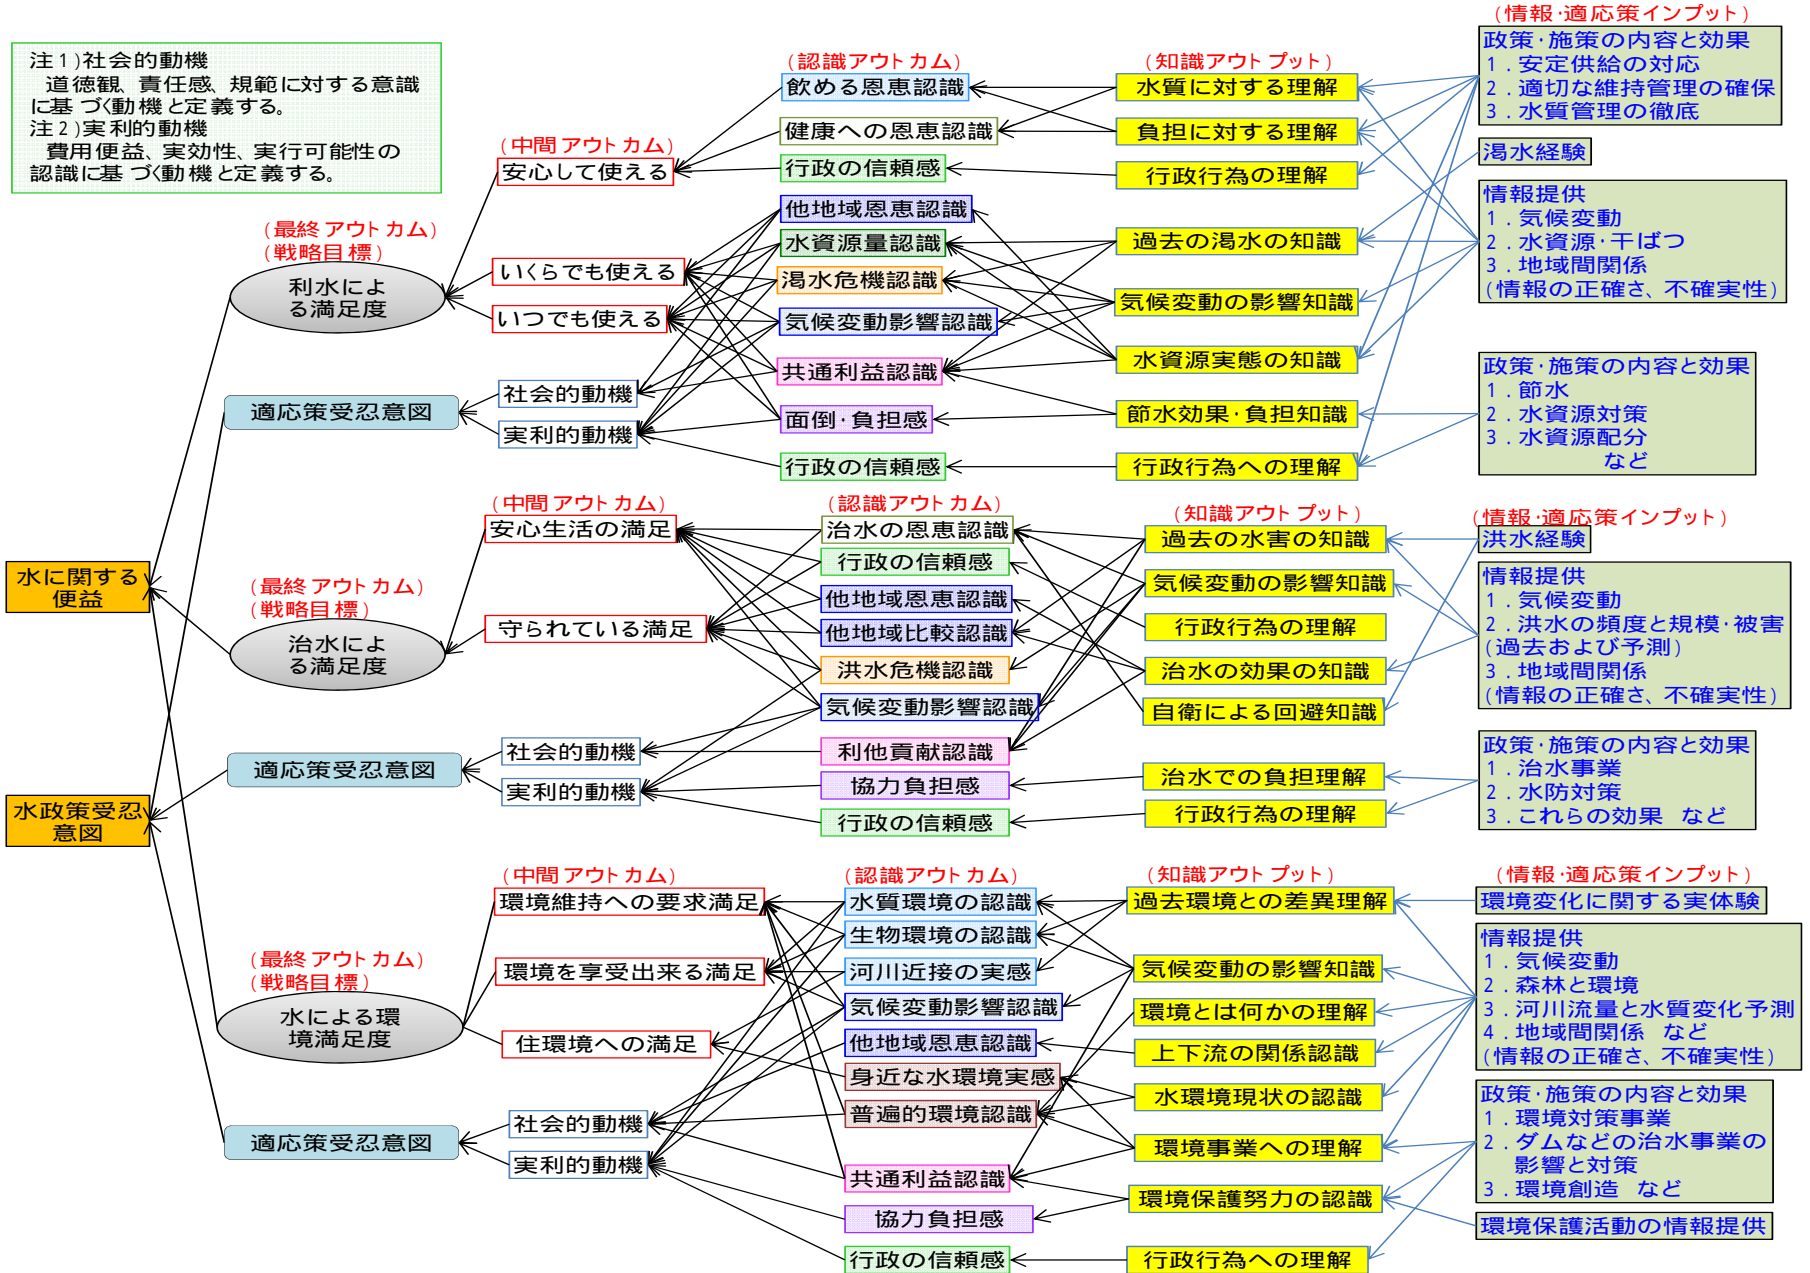 注1)社会的動機
道徳観、責任感、規範に対する意識
に基づく動機と定義する。
注2)実利的動機
費用便益、実効性、実行可能性の
認識に基づく動機と定義する。
水に関する
便益
水政策受忍
意図
(最終アウトカム)
(戦略目標)
利水によ
る満足度
適応策受忍意図
(中間アウトカム)
安心して使える
いくらでも使える
いつでも使える
社会的動機
実利的動機
(認識アウトカム)
飲める恩恵認識
健康への恩恵認識
行政の信頼感
他地域恩恵認識
水資源量認識
渇水危機認識
気候変動影響認識
共通利益認識
面倒・負担感
行政の信頼感
(知識アウトプット)
水質に対する理解
負担に対する理解
行政行為の理解
過去の渇水の知識
気候変動の影響知識
水資源実態の知識
節水効果・負担知識
行政行為への理解
(情報・適応策インプット)
政策・施策の内容と効果
1.安定供給の対応
2.適切な維持管理の確保
3.水質管理の徹底
渇水経験
情報提供
1.気候変動
2.水資源・干ばつ
3.地域間関係
(情報の正確さ、不確実性)
政策・施策の内容と効果
1.節水
2.水資源対策
3.水資源配分
など
(最終アウトカム)
(戦略目標)
治水によ
る満足度
適応策受忍意図
(中間アウトカム)
安心生活の満足
守られている満足
社会的動機
実利的動機
(認識アウトカム)
治水の恩恵認識
行政の信頼感
他地域恩恵認識
他地域比較認識
洪水危機認識
気候変動影響認識
利他貢献認識
協力負担感
行政の信頼感
(知識アウトプット)
過去の水害の知識
気候変動の影響知識
行政行為の理解
治水の効果の知識
自衛による回避知識
治水での負担理解
行政行為の理解
(情報・適応策インプット)
洪水経験
情報提供
1.気候変動
2.洪水の頻度と規模・被害
(過去および予測)
3.地域間関係
(情報の正確さ、不確実性)
政策・施策の内容と効果
1.治水事業
2.水防対策
3.これらの効果 など
(最終アウトカム)
(戦略目標)
水による環
境満足度
適応策受忍意図
(中間アウトカム)
環境維持への要求満足
環境を享受出来る満足
住環境への満足
社会的動機
実利的動機
(認識アウトカム)
水質環境の認識
生物環境の認識
河川近接の実感
気候変動影響認識
他地域恩恵認識
身近な水環境実感
普遍的環境認識
共通利益認識
協力負担感
行政の信頼感
(知識アウトプット)
過去環境との差異理解
気候変動の影響知識
環境とは何かの理解
上下流の関係認識
水環境現状の認識
環境事業への理解
環境保護努力の認識
行政行為への理解
(情報・適応策インプット)
環境変化に関する実体験
情報提供
1.気候変動
2.森林と環境
3.河川流量と水質変化予測
4.地域間関係 など
(情報の正確さ、不確実性)
政策・施策の内容と効果
1.環境対策事業
2.ダムなどの治水事業の
影響と対策
3.環境創造 など
環境保護活動の情報提供